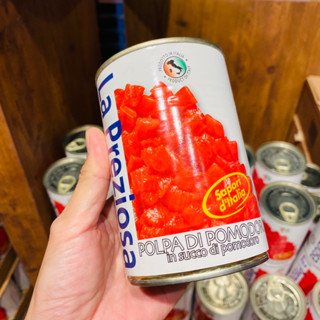 La Preziosa
Sapori
d'Italia
POLPA DI POMODORO
in succo di pomodoro